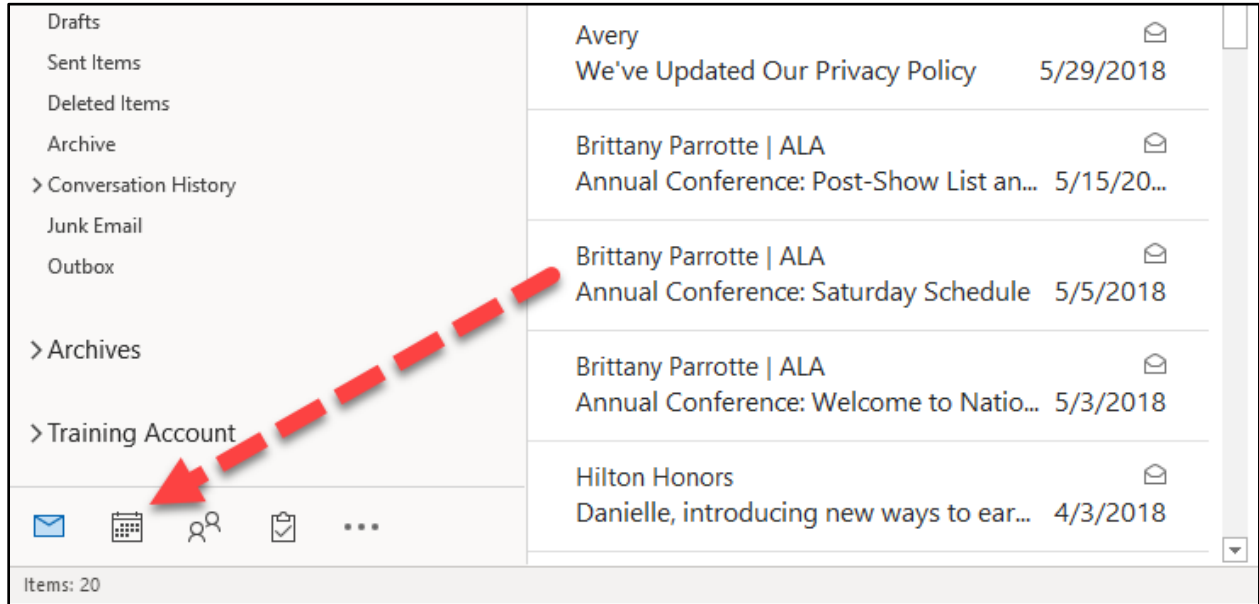 Drafts
Sent Items
Deleted Items
Archive
Conversation History
Junk Email
Outbox
Archives
Training Account
Avery
We've Updated Our Privacy Policy 5/29/2018
Brittany Parrotte | ALA
Annual Conference: Post-Show List an... 5/15/20...
Brittany Parrotte | ALA
Annual Conference: Saturday Schedule 5/5/2018
Brittany Parrotte | ALA
Annual Conference: Welcome to Natio... 5/3/2018
Hilton Honors
Danielle, introducing new ways to ear... 4/3/2018
Items: 20